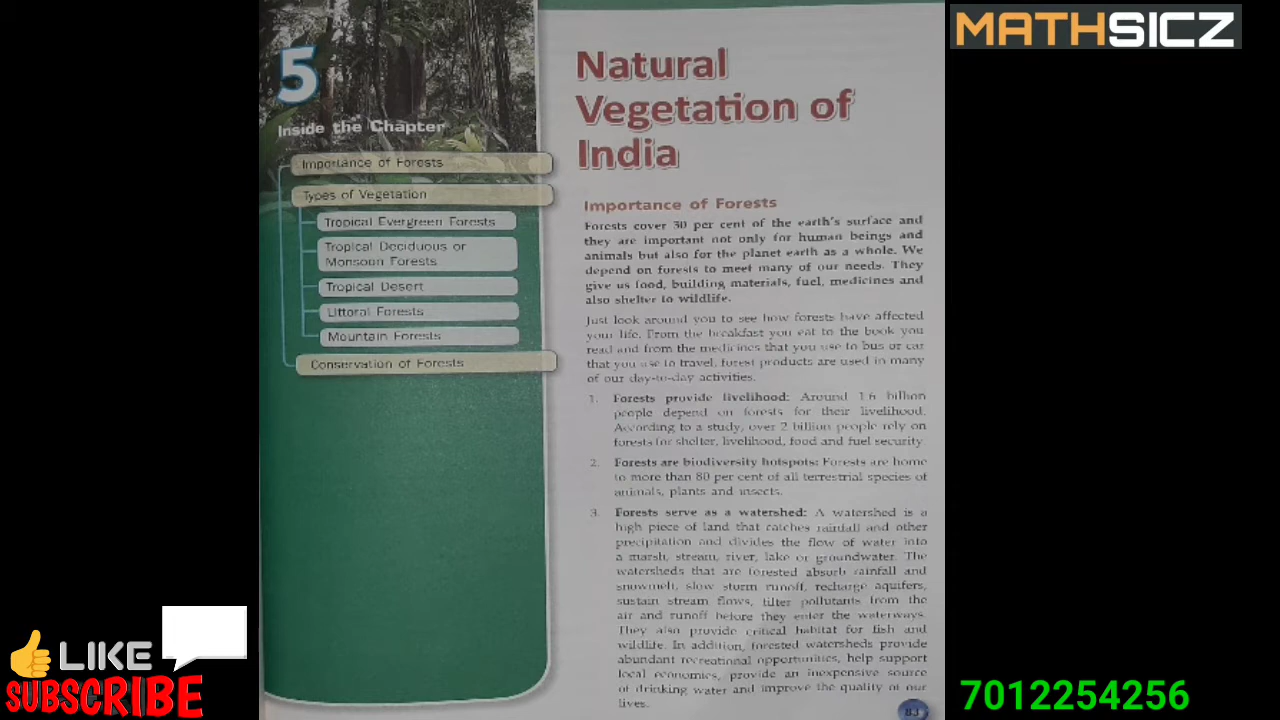 MATHSICZ
5
Inside the Chapter
Importance of Forests
Types of Vegetation
Tropical Evergreen Forests
Tropical Deciduous or
Monsoon Forests
Tropical Desert
Littoral Forests
Mountain Forests
Conservation of Forests
Natural
Vegetation of
India
Importance of Forests
Forests cover 30 per cent of the earth's surface and
they are important not only for human beings and
animals but also for the planet earth as a whole. We
depend on forests to meet many of our needs. They
give us food, building materials, fuel, medicines and
also shelter to wildlife.
Just look around you to see how forests have affected
your life. From the breakfast you eat to the book you
read and from the medicines that you use to bus or car
that you use to travel, forest products are used in many
of our day-to-day activities.
1. Forests provide livelihood: Around 1.6 billion
people depend on forests for their livelihood.
According to a study, over 2 billion people rely on
forests for shelter, livelihood, food and fuel security.
2. Forests are biodiversity hotspots: Forests are home
to more than 80 per cent of all terrestrial species of
animals, plants and insects.
3. Forests serve as a watershed: A watershed is a
high piece of land that catches rainfall and other
precipitation and divides the flow of water into
a marsh, stream, river, lake or groundwater. The
watersheds that are forested absorb rainfall and
snowmelt, slow storm runoff, recharge aquifers,
sustain stream flows, filter pollutants from the
air and runoff before they enter the waterways.
They also provide critical habitat for fish and
wildlife. In addition, forested watersheds provide
abundant recreational opportunities, help support
local economies, provide an inexpensive source
of drinking water and improve the quality of our
lives.
83
LIKE
SUBSCRIBE
7012254256